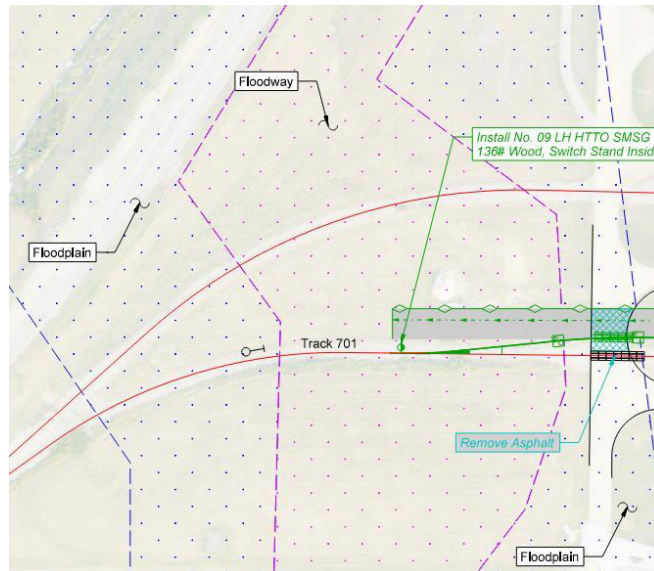 Floodway
Install No. 09 LH HTTO SMSG
136# Wood, Switch Stand Insid
Floodplain
Track 701
Remove Asphalt
Floodplain